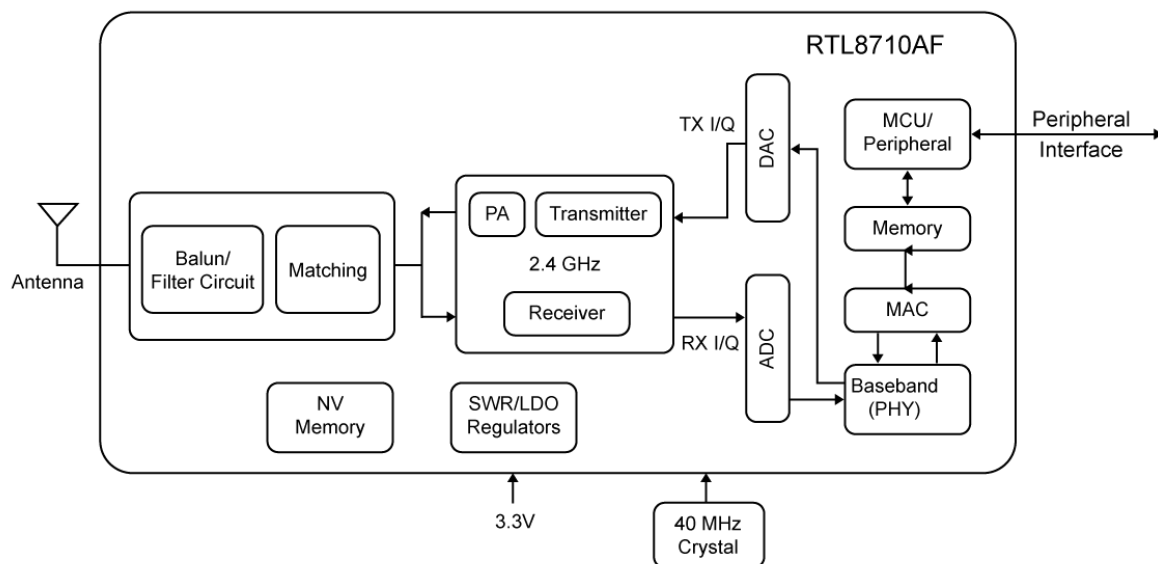 RTL8710AF
TX I/Q
DAC
MCU/
Peripheral
Peripheral
Interface
PA
Transmitter
Memory
Balun/
Filter Circuit
Matching
2.4 GHz
Antenna
Receiver
RX I/Q
ADC
MAC
Baseband
(PHY)
NV
Memory
SWR/LDO
Regulators
3.3V
40 MHz
Crystal